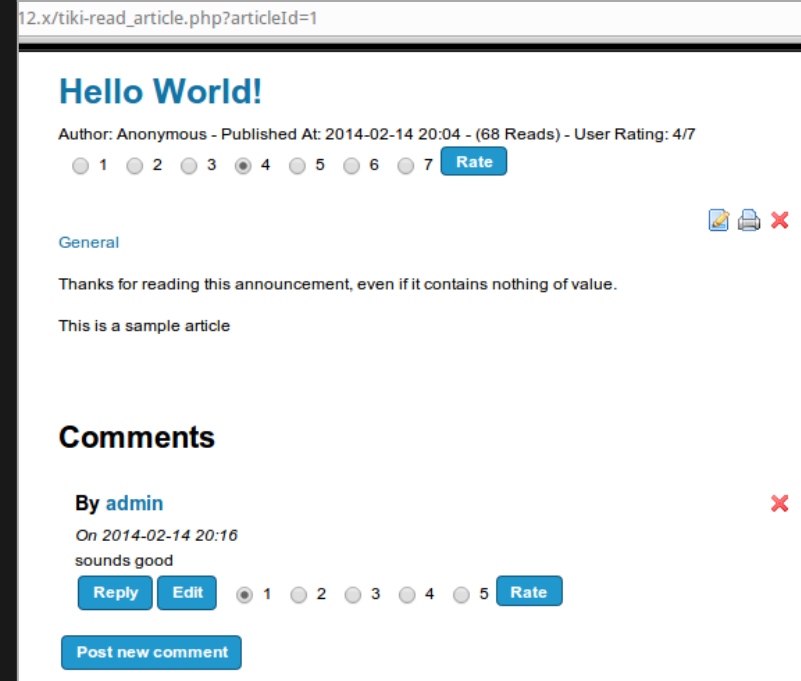 12.x/tiki-read_article.php?articleId=1
Hello World!
Author: Anonymous - Published At: 2014-02-14 20:04 - (68 Reads) - User Rating: 4/7
1 2 3 4 5 6 7 Rate
General
Thanks for reading this announcement, even if it contains nothing of value.
This is a sample article
Comments
By admin
On 2014-02-14 20:16
sounds good
Reply Edit 1 2 3 4 5 Rate
Post new comment